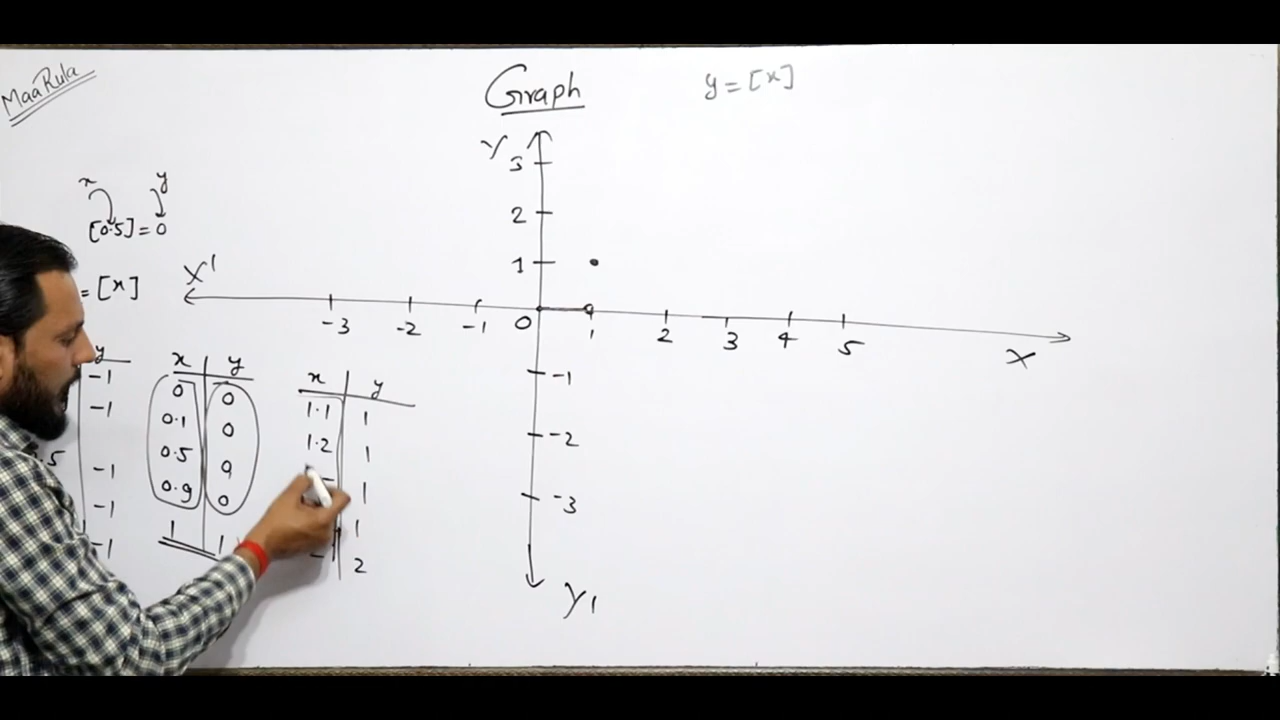 MaaRula
Graph
y = [x]
x y
[0.5] = 0
= [x]
Y
3
2
1
X'
-3 -2 -1 0 1 2 3 4 5
X
-1
-2
-3
Y'
y
-1
-1
-1
-1
-1
x y
0 0
0.1 0
0.5 0
0.9 0
1 1
x y
1.1 1
1.2 1
1
1
2